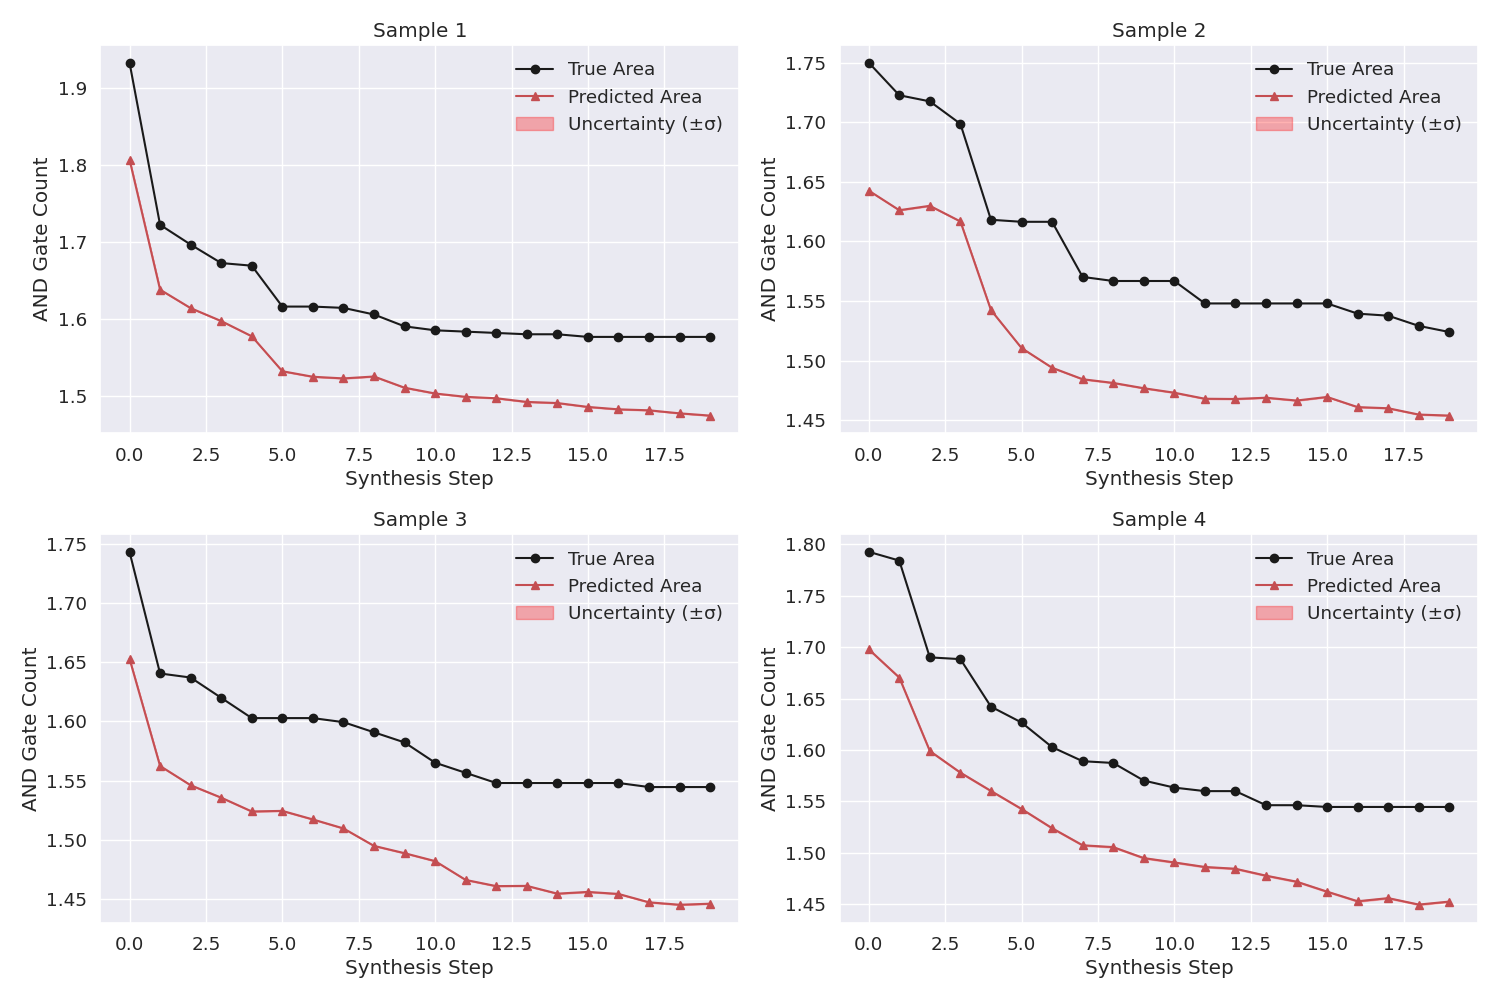 Sample 1
True Area
Predicted Area
Uncertainty (±σ)
AND Gate Count
1.9
1.8
1.7
1.6
1.5
0.0 2.5 5.0 7.5 10.0 12.5 15.0 17.5
Synthesis Step
Sample 2
True Area
Predicted Area
Uncertainty (±σ)
AND Gate Count
1.75
1.70
1.65
1.60
1.55
1.50
1.45
0.0 2.5 5.0 7.5 10.0 12.5 15.0 17.5
Synthesis Step
Sample 3
True Area
Predicted Area
Uncertainty (±σ)
AND Gate Count
1.75
1.70
1.65
1.60
1.55
1.50
1.45
0.0 2.5 5.0 7.5 10.0 12.5 15.0 17.5
Synthesis Step
Sample 4
True Area
Predicted Area
Uncertainty (±σ)
AND Gate Count
1.80
1.75
1.70
1.65
1.60
1.55
1.50
1.45
0.0 2.5 5.0 7.5 10.0 12.5 15.0 17.5
Synthesis Step